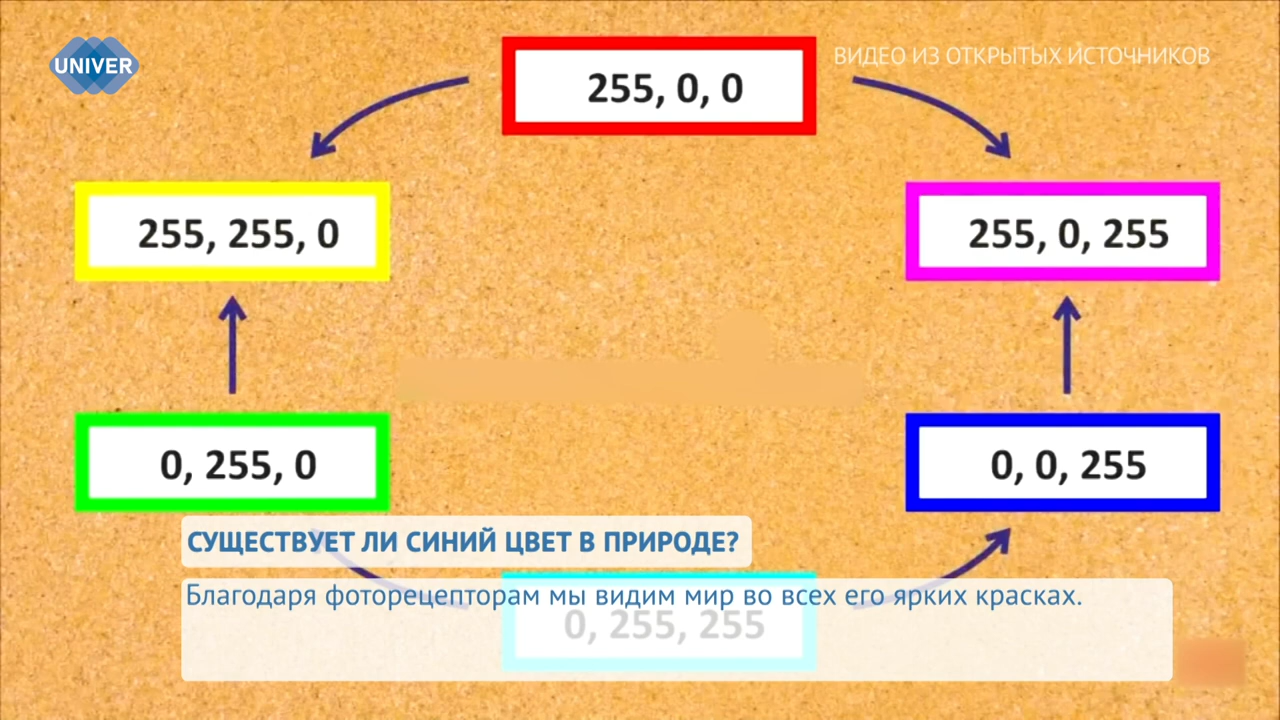 UNIVER
ВИДЕО ИЗ ОТКРЫТЫХ ИСТОЧНИКОВ
255, 0, 0
255, 255, 0
255, 0, 255
0, 255, 0
0, 0, 255
СУЩЕСТВУЕТ ЛИ СИНИЙ ЦВЕТ В ПРИРОДЕ?
Благодаря фоторецепторам мы видим мир во всех его ярких красках.
0, 255, 255